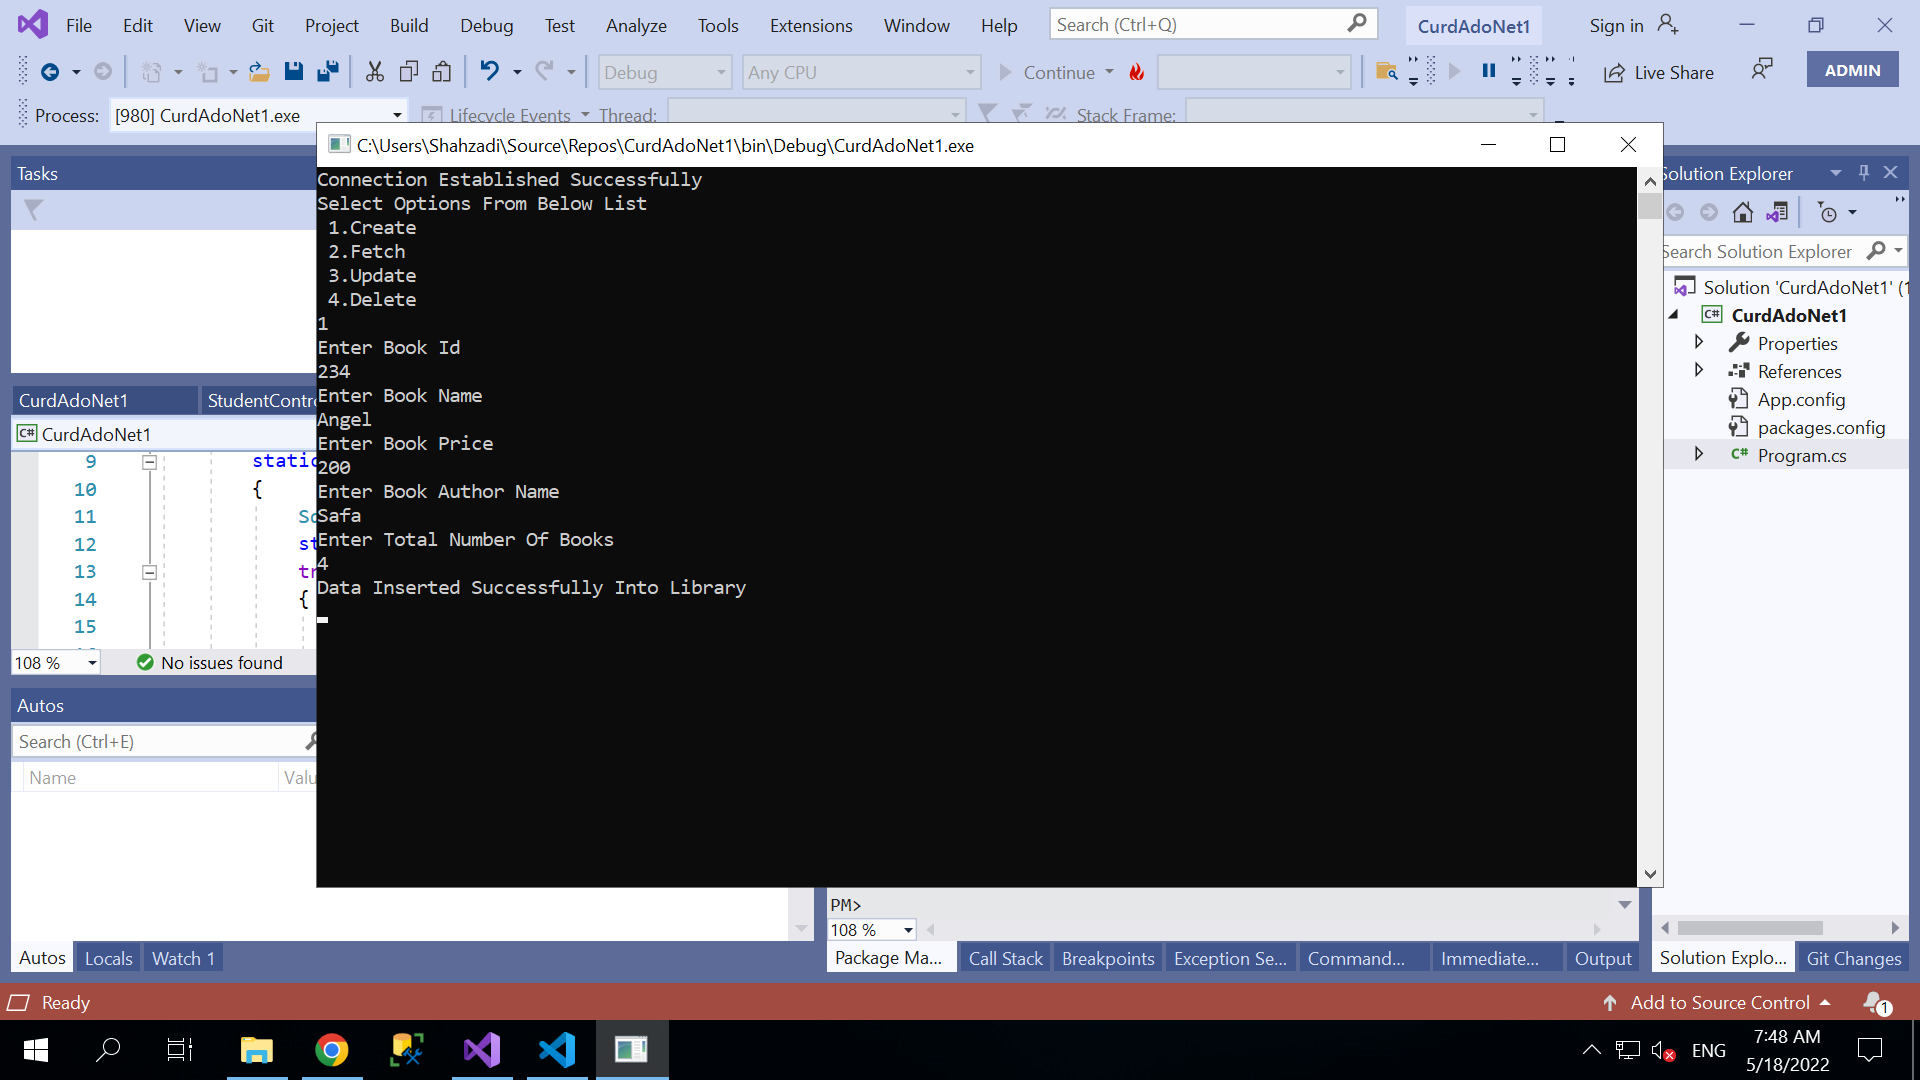 File Edit View Git Project Build Debug Test Analyze Tools Extensions Window Help Search (Ctrl+Q) CurdAdoNet1 Sign in
Debug Any CPU Continue Live Share ADMIN
Process: [980] CurdAdoNet1.exe Lifecycle Events Thread: Stack Frame:
C:\Users\Shahzadi\Source\Repos\CurdAdoNet1\bin\Debug\CurdAdoNet1.exe
Connection Established Successfully
Select Options From Below List
1.Create
2.Fetch
3.Update
4.Delete
1
Enter Book Id
234
Enter Book Name
Angel
Enter Book Price
200
Enter Book Author Name
Safa
Enter Total Number Of Books
4
Data Inserted Successfully Into Library
Tasks
CurdAdoNet1 StudentContro
C# CurdAdoNet1
9 static
10 {
11
12
13
14 {
15
108 % No issues found
Autos
Search (Ctrl+E)
Name Valu
Autos Locals Watch 1
PM>
108 %
Package Ma... Call Stack Breakpoints Exception Se... Command... Immediate... Output
Solution Explorer
Search Solution Explorer
Solution 'CurdAdoNet1' (1
C# CurdAdoNet1
Properties
References
App.config
packages.config
C# Program.cs
Solution Explo... Git Changes
Ready Add to Source Control 1
ENG 7:48 AM
5/18/2022